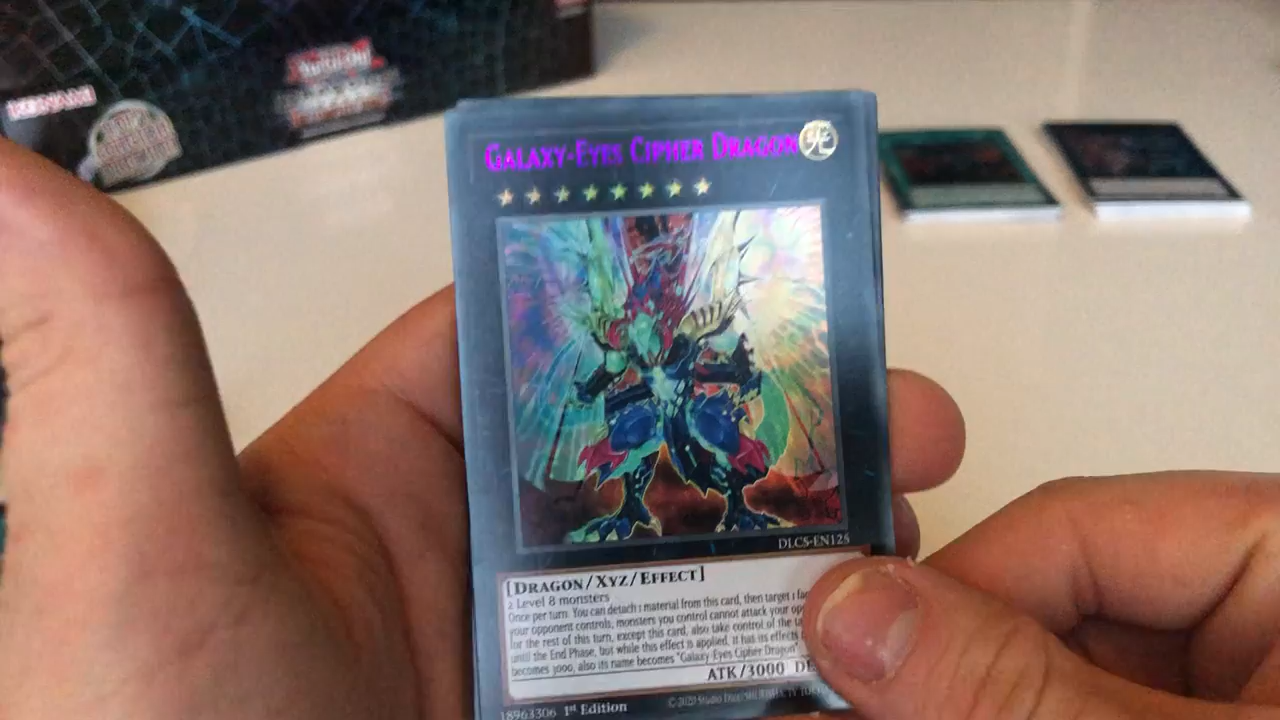 KONAMI
GALAXY-EYES CIPHER DRAGON
光
DLCS-EN125
[DRAGON/XYZ/EFFECT]
2 Level 8 monsters
Once per turn: You can detach 1 material from this card, then target 1
your opponent controls; monsters you control cannot attack your
for the rest of this turn, except this card, also take control of the
until the End Phase, but while this effect is applied, it has its effects
becomes 3000, also its name becomes "Galaxy-Eyes Cipher Dragon"
ATK/3000 DE
18963306 1st Edition
©2020 Studio Dice/SHUEISHA, TV TOKYO